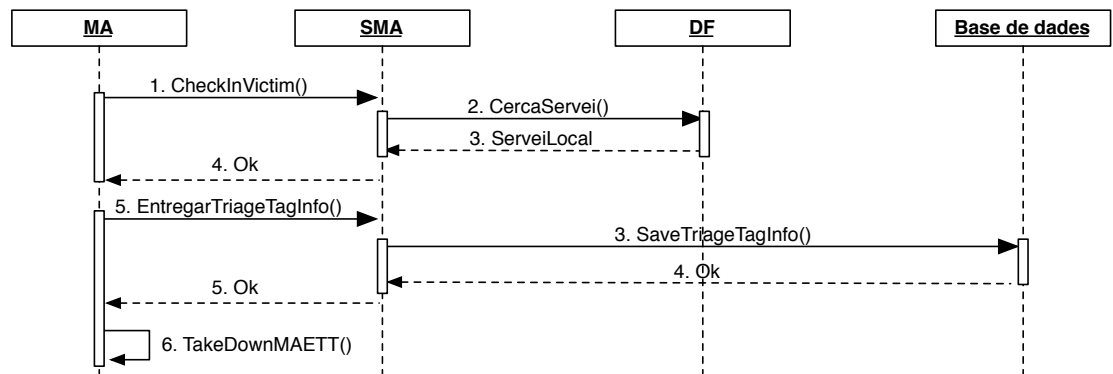 MA
SMA
DF
Base de dades
1. CheckInVictim()
2. CercaServei()
3. ServeiLocal
4. Ok
5. EntregarTriageTagInfo()
3. SaveTriageTagInfo()
4. Ok
5. Ok
6. TakeDownMAETT()